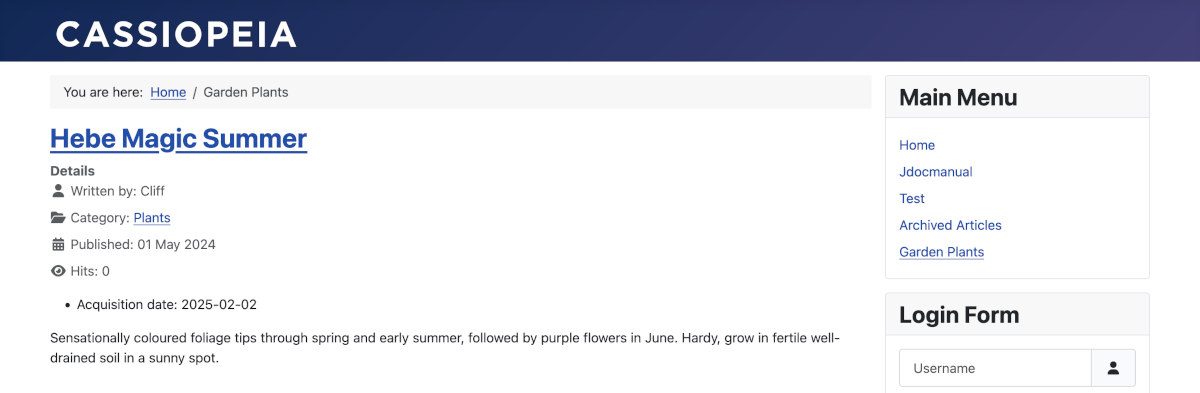 CASSIOPEIA
You are here: Home / Garden Plants
Hebe Magic Summer
Details
Written by: Cliff
Category: Plants
Published: 01 May 2024
Hits: 0
• Acquisition date: 2025-02-02
Sensationally coloured foliage tips through spring and early summer, followed by purple flowers in June. Hardy, grow in fertile well-
drained soil in a sunny spot.
Main Menu
Home
Jdocmanual
Test
Archived Articles
Garden Plants
Login Form
Username